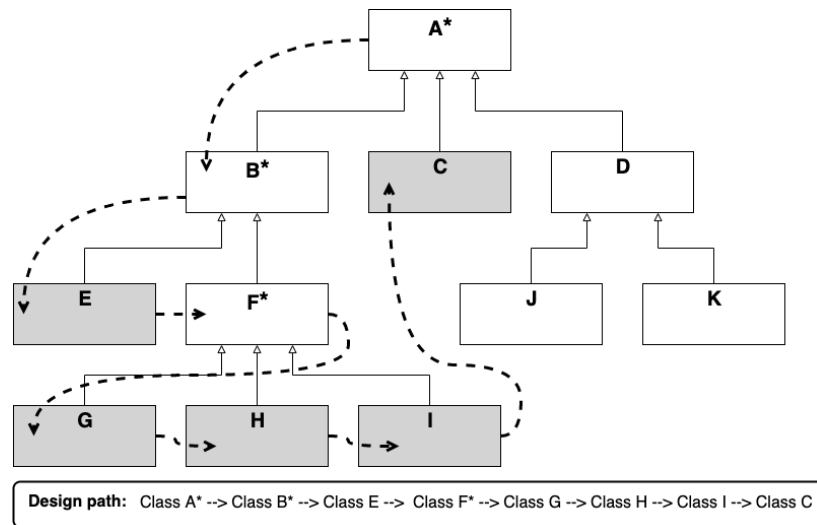 A*
B* C D
E F* J K
G H I
Design path: Class A* --> Class B* --> Class E --> Class F* --> Class G --> Class H --> Class I --> Class C